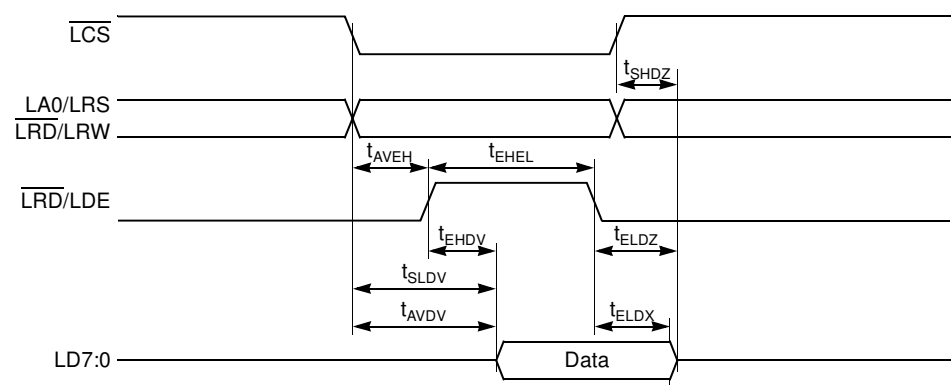 LCS
tSHDZ
LA0/LRS
LRD/LRW
tAVEH
tEHEL
LRD/LDE
tEHDV
tELDZ
tSLDV
tAVDV
tELDX
LD7:0
Data